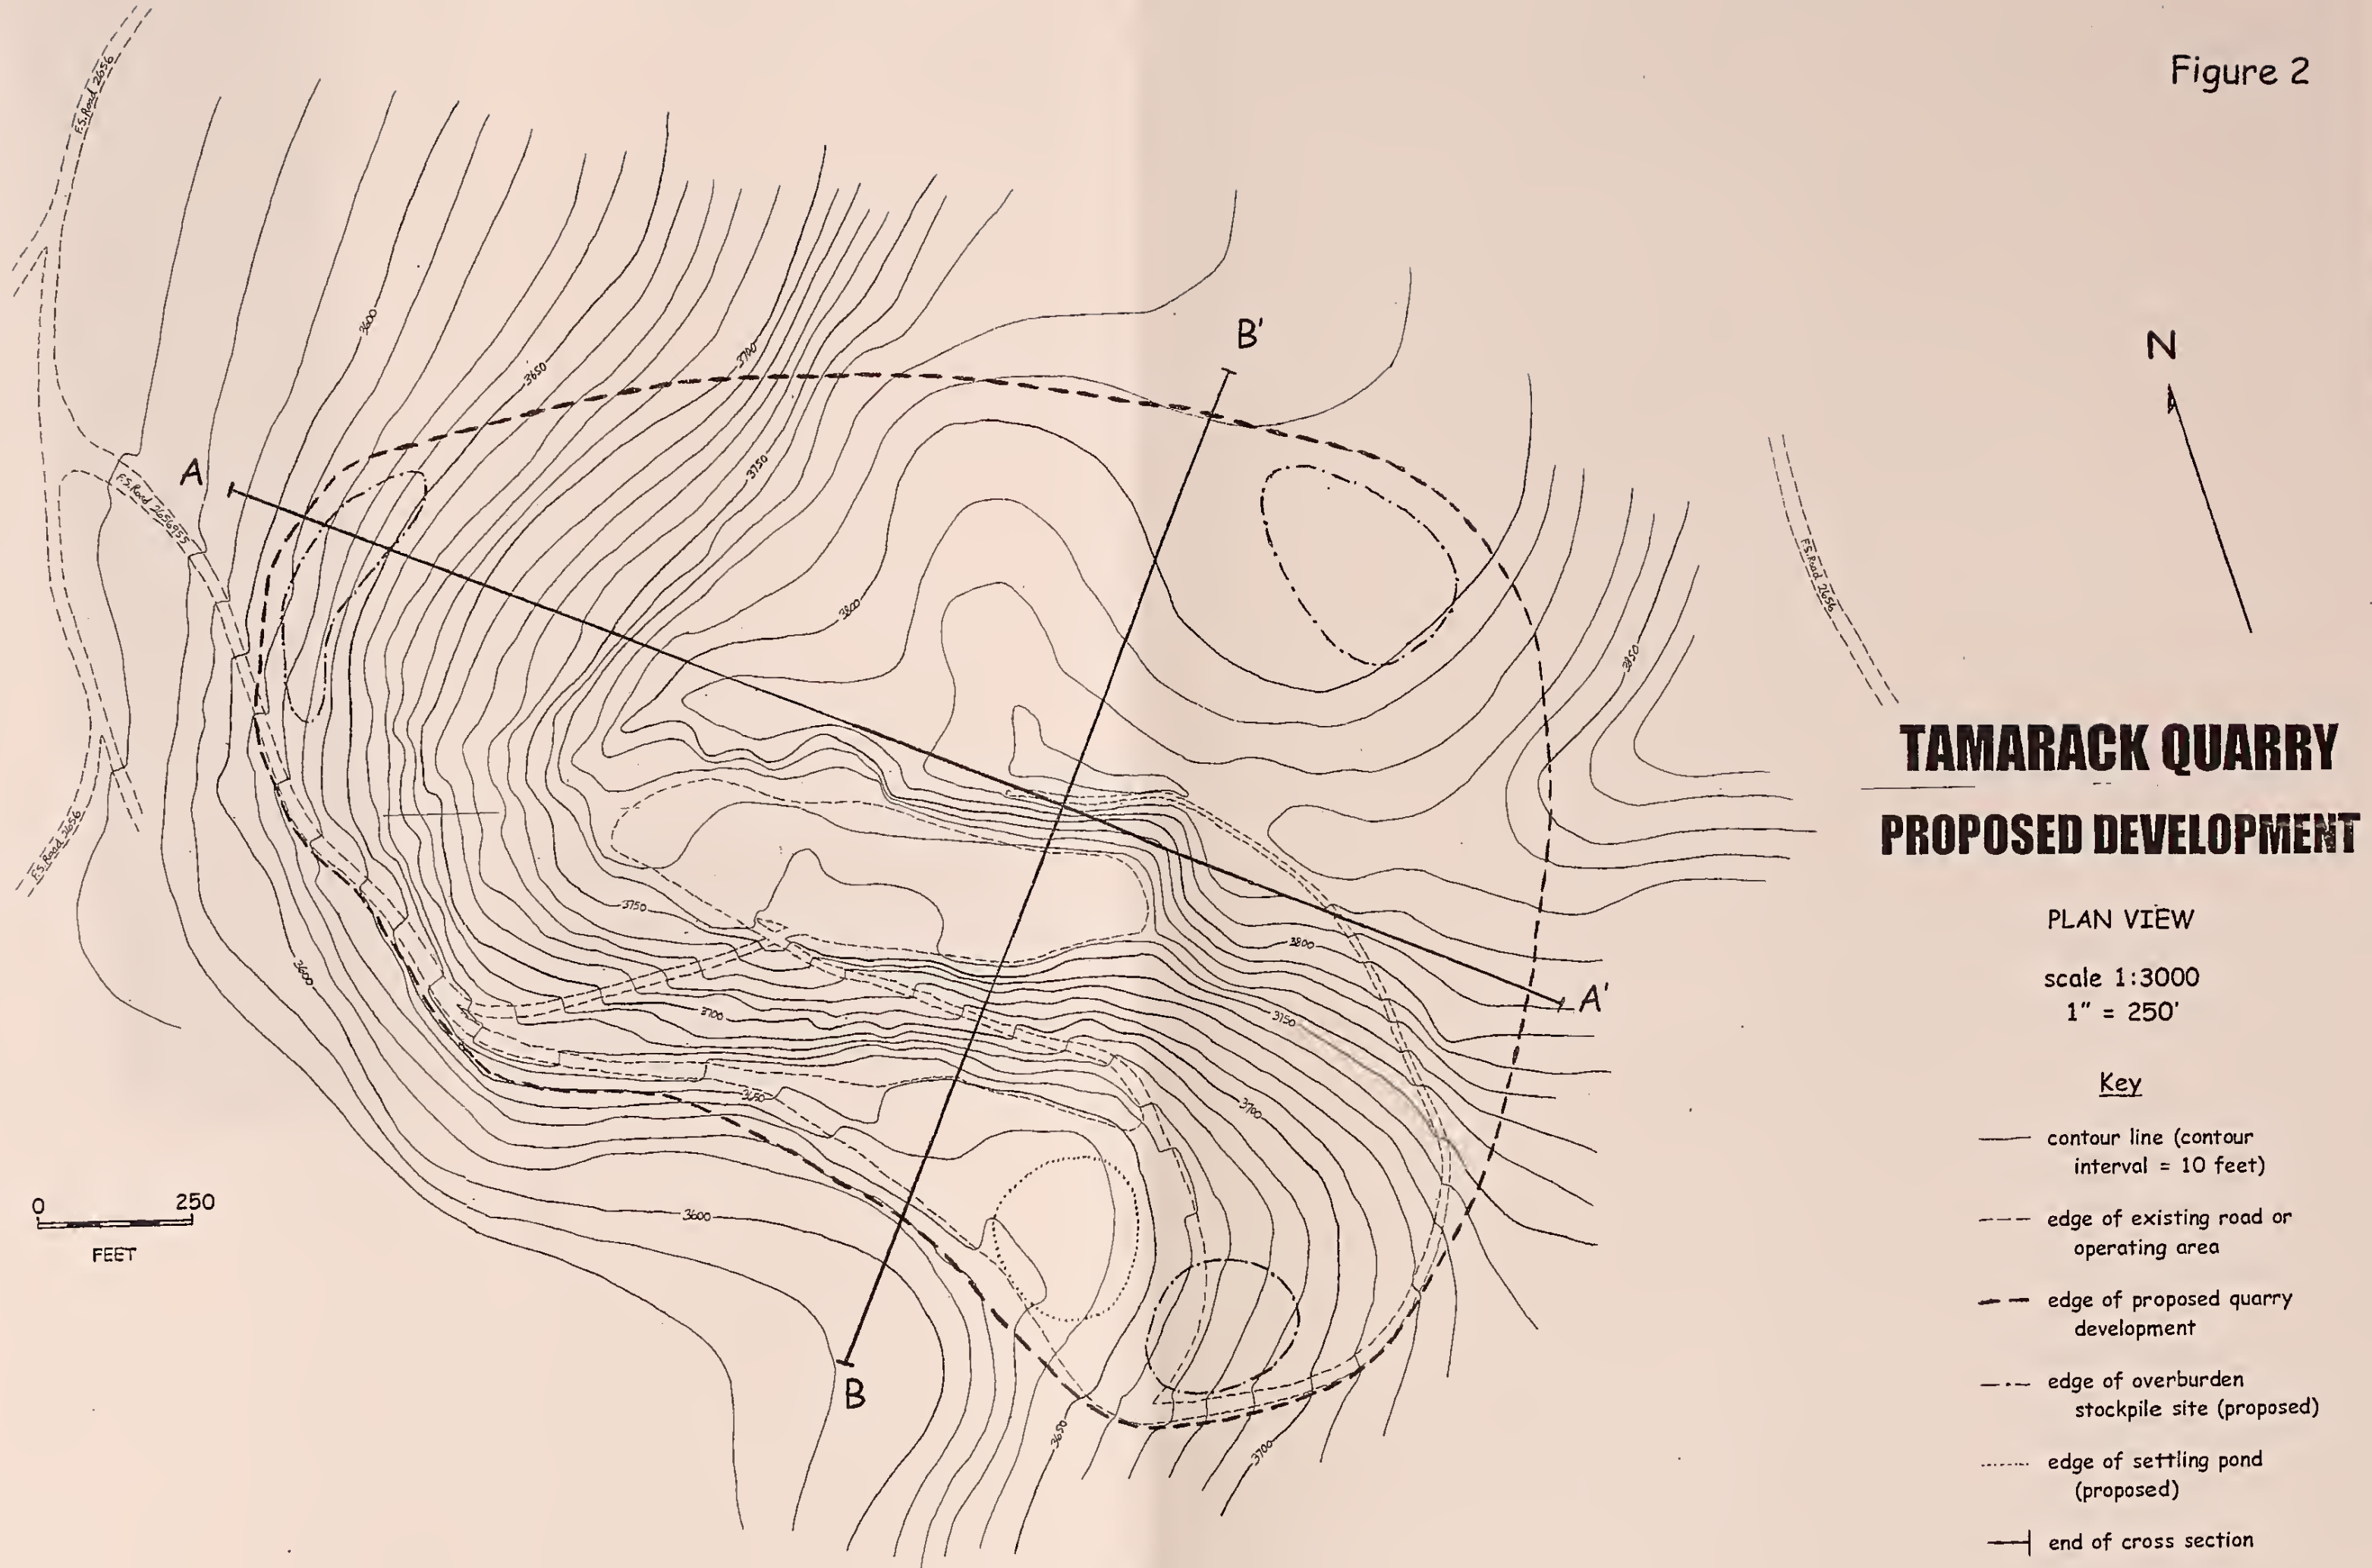 Figure 2
F.S. Road 2656
3600
3650
3700
3750
3800
B'
N
A
F.S. Road 2656955
F.S. Road 2656
3850
F.S. Road 2656
3750
3800
3600
3700
3750
A'
3650
3700
3600
B
3650
3700
0 250
FEET
TAMARACK QUARRY
PROPOSED DEVELOPMENT
PLAN VIEW
scale 1:3000
1" = 250'
Key
contour line (contour
interval = 10 feet)
edge of existing road or
operating area
edge of proposed quarry
development
edge of overburden
stockpile site (proposed)
edge of settling pond
(proposed)
end of cross section